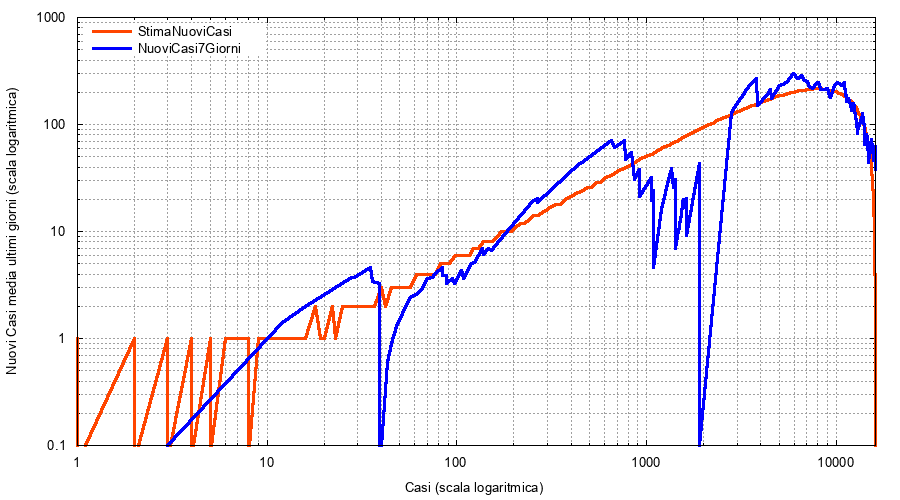 1000
StimaNuoviCasi
NuoviCasi7Giorni
100
10
1
0.1
Nuovi Casi media ultimi giorni (scala logaritmica)
1 10 100 1000 10000
Casi (scala logaritmica)